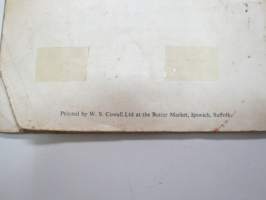 Printed by W. S. Cowell Ltd at the Butter Market, Ipswich, Suffolk.